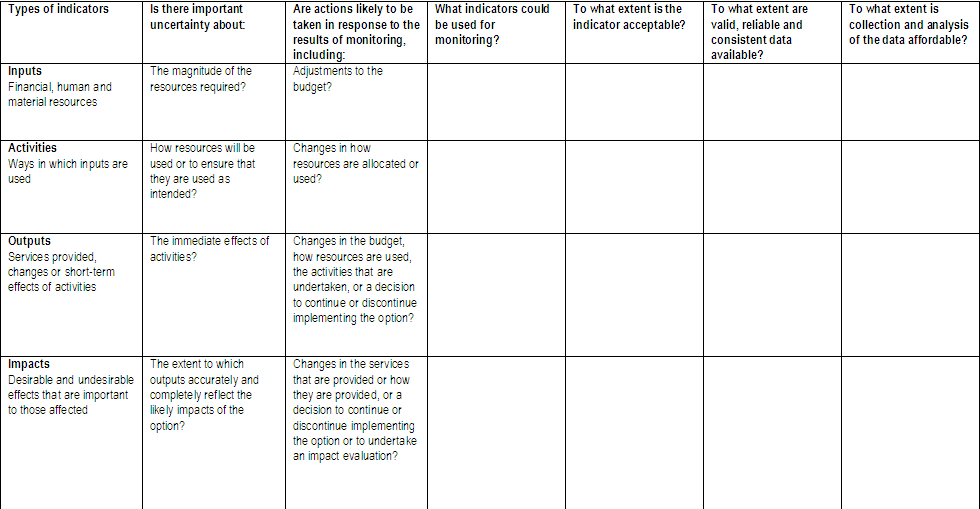 Types of indicators
Is there important
uncertainty about:
Are actions likely to be
taken in response to the
results of monitoring,
including:
What indicators could
be used for
monitoring?
To what extent is the
indicator acceptable?
To what extent are
valid, reliable and
consistent data
available?
To what extent is
collection and analysis
of the data affordable?
Inputs
Financial, human and
material resources
The magnitude of the
resources required?
Adjustments to the
budget?
Activities
Ways in which inputs are
used
How resources will be
used or to ensure that
they are used as
intended?
Changes in how
resources are allocated or
used?
Outputs
Services provided,
changes or short-term
effects of activities
The immediate effects of
activities?
Changes in the budget,
how resources are used,
the activities that are
undertaken, or a decision
to continue or discontinue
implementing the option?
Impacts
Desirable and undesirable
effects that are important
to those affected
The extent to which
outputs accurately and
completely reflect the
likely impacts of the
option?
Changes in the services
that are provided or how
they are provided, or a
decision to continue or
discontinue implementing
the option or to undertake
an impact evaluation?